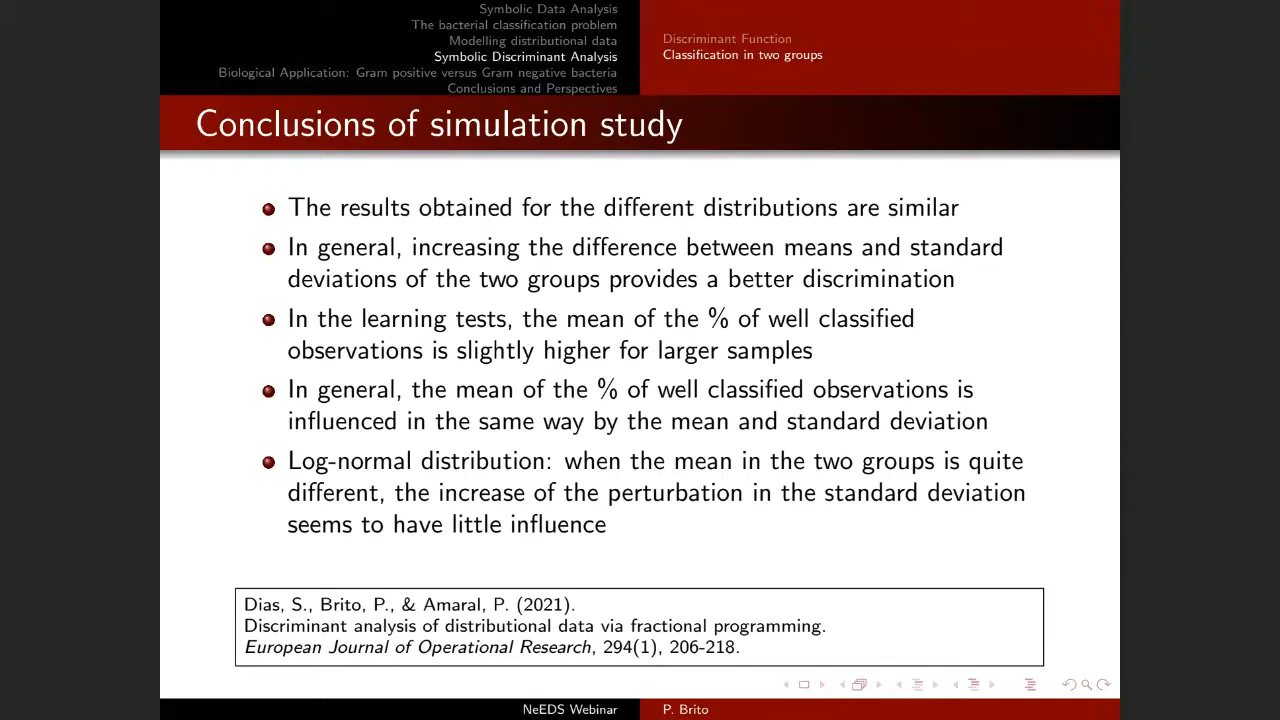 Symbolic Data Analysis
The bacterial classification problem
Modelling distributional data
Symbolic Discriminant Analysis
Biological Application: Gram positive versus Gram negative bacteria
Conclusions and Perspectives
Discriminant Function
Classification in two groups
Conclusions of simulation study
The results obtained for the different distributions are similar
In general, increasing the difference between means and standard
deviations of the two groups provides a better discrimination
In the learning tests, the mean of the % of well classified
observations is slightly higher for larger samples
In general, the mean of the % of well classified observations is
influenced in the same way by the mean and standard deviation
Log-normal distribution: when the mean in the two groups is quite
different, the increase of the perturbation in the standard deviation
seems to have little influence
Dias, S., Brito, P., & Amaral, P. (2021).
Discriminant analysis of distributional data via fractional programming.
European Journal of Operational Research, 294(1), 206-218.
NeEDS Webinar
P. Brito